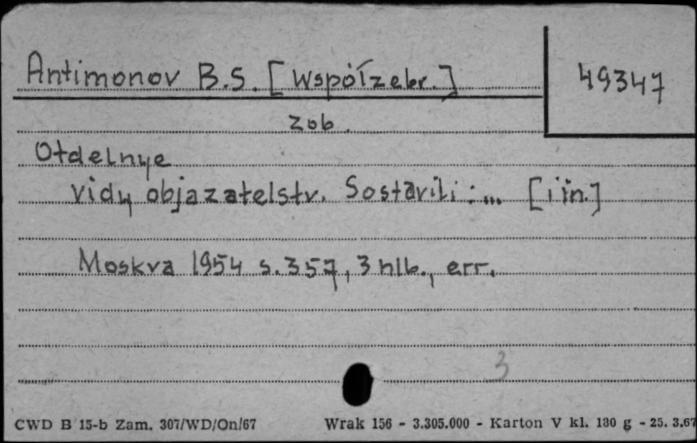 Antimonov B.S. [Współzebr.]
49347
zob.
Otdelnye
vidy objazatelstv. Sostavili:... [i in.]
Moskva 1954 s. 357, 3 nlb., err.
3
CWD B 15-b Zam. 307/WD/On/67 Wrak 156 - 3.305.000 - Karton V kl. 130 g - 25. 3.67